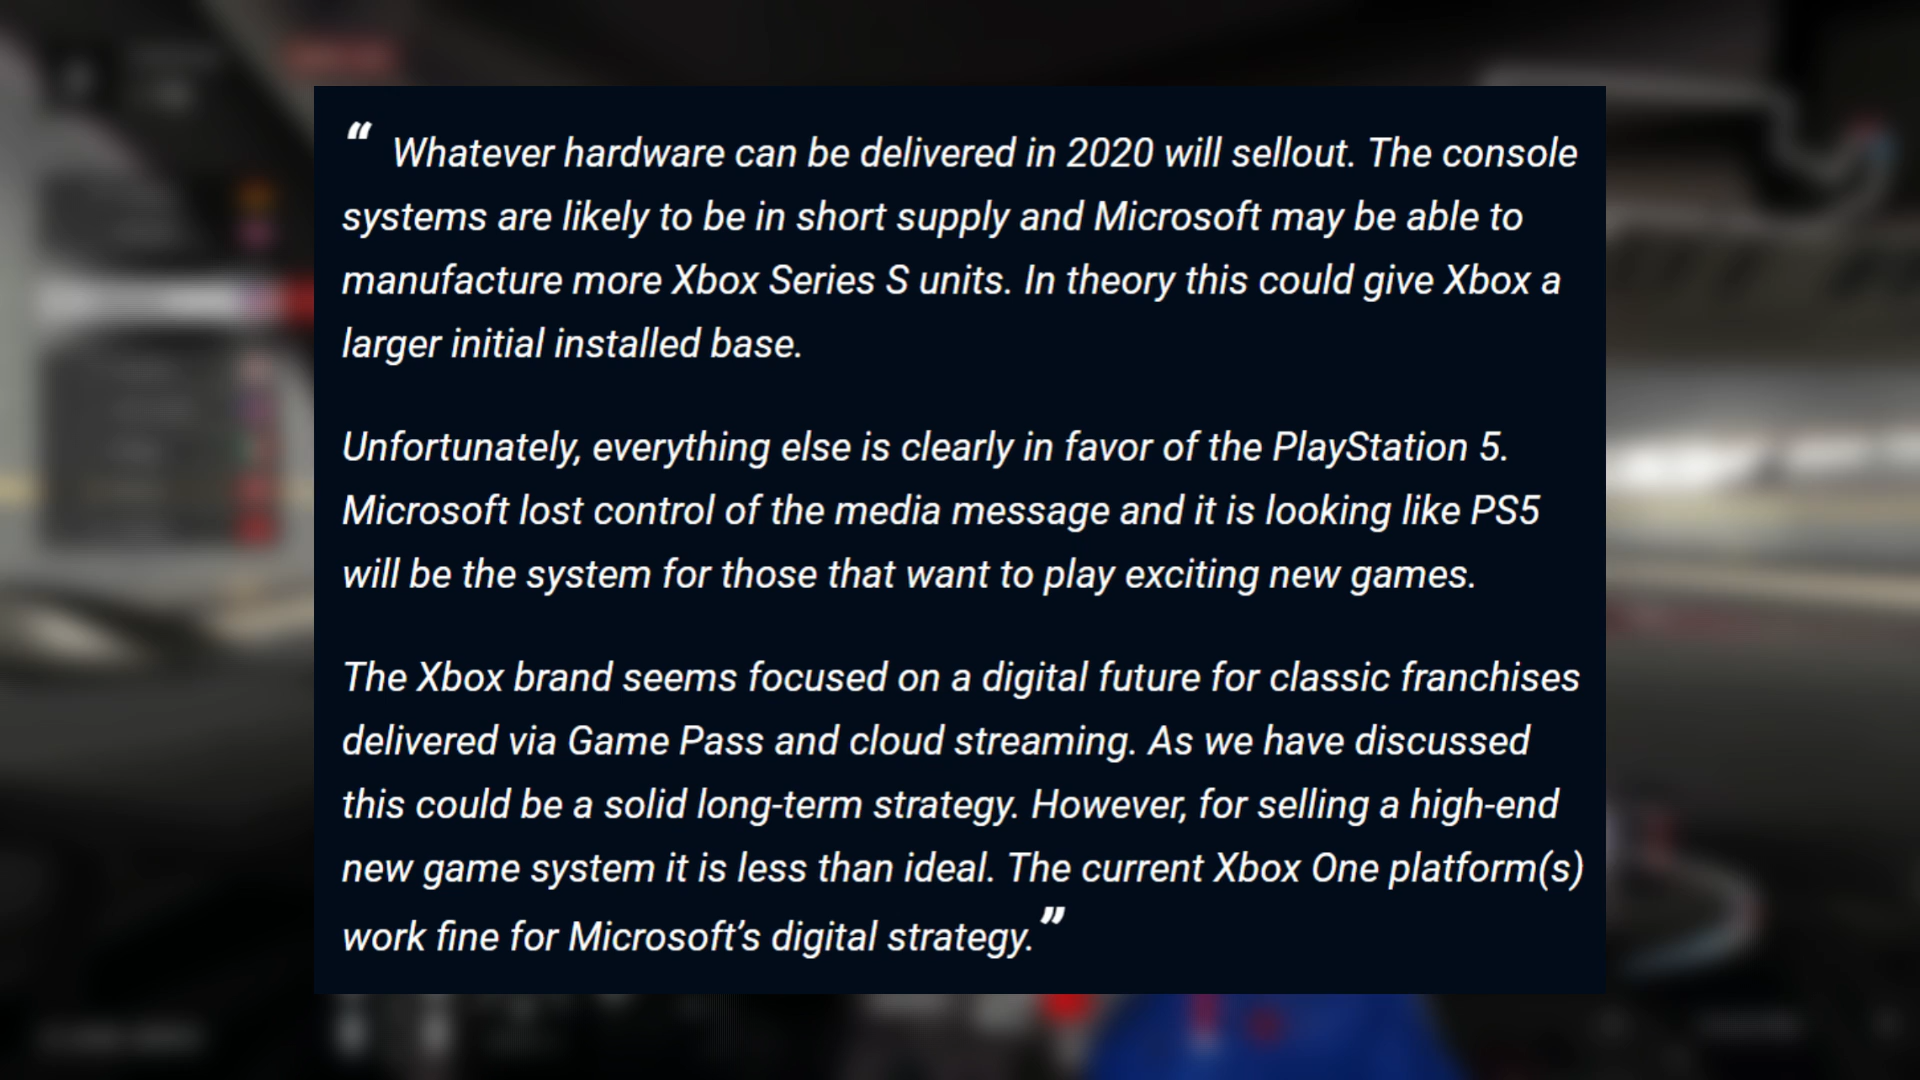 “ Whatever hardware can be delivered in 2020 will sellout. The console
systems are likely to be in short supply and Microsoft may be able to
manufacture more Xbox Series S units. In theory this could give Xbox a
larger initial installed base.
Unfortunately, everything else is clearly in favor of the PlayStation 5.
Microsoft lost control of the media message and it is looking like PS5
will be the system for those that want to play exciting new games.
The Xbox brand seems focused on a digital future for classic franchises
delivered via Game Pass and cloud streaming. As we have discussed
this could be a solid long-term strategy. However, for selling a high-end
new game system it is less than ideal. The current Xbox One platform(s)
work fine for Microsoft’s digital strategy.”